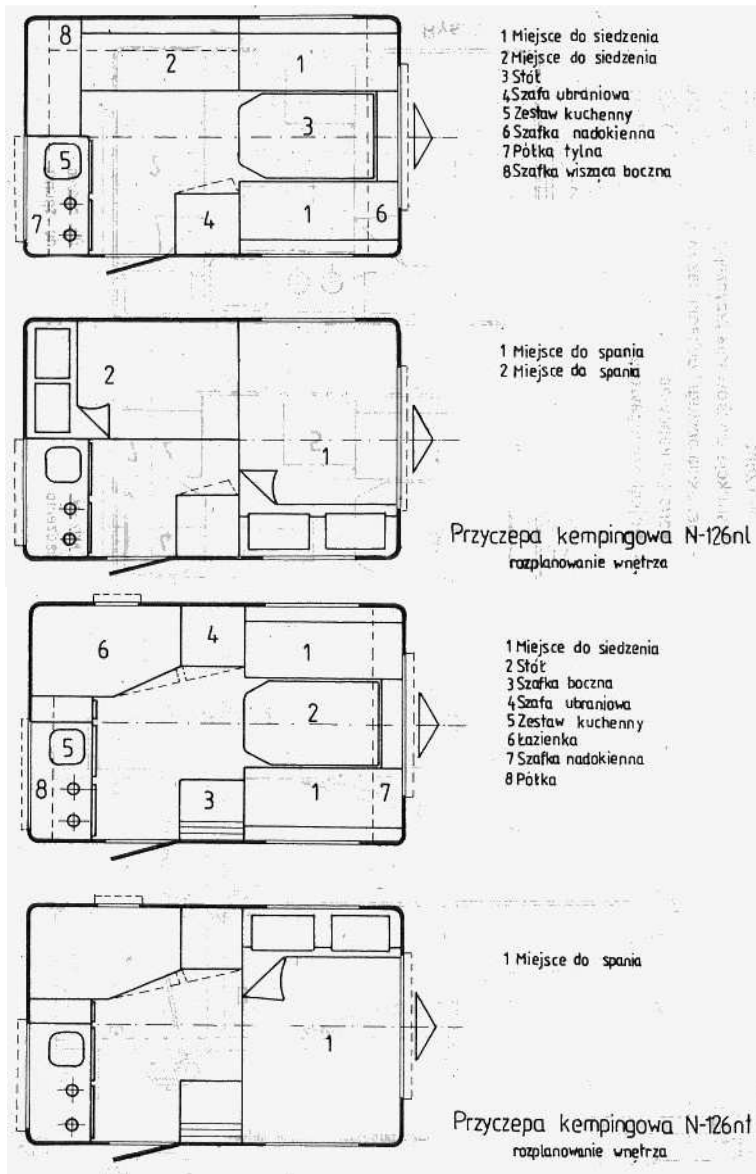 1 Miejsce do siedzenia
2 Miejsce do siedzenia
3 Stół
4 Szafa ubraniowa
5 Zestaw kuchenny
6 Szafka nadokienna
7 Półka tylna
8 Szafka wisząca boczna
8
2
1
3
5
7
4
1
6
1 Miejsce do spania
2 Miejsce do spania
2
1
Przyczepa kempingowa N-126nl
rozplanowanie wnętrza
1 Miejsce do siedzenia
2 Stół
3 Szafka boczna
4 Szafa ubraniowa
5 Zestaw kuchenny
6 Łazienka
7 Szafka nadokienna
8 Półka
6
4
1
2
5
8
3
1
7
1 Miejsce do spania
1
Przyczepa kempingowa N-126nt
rozplanowanie wnętrza